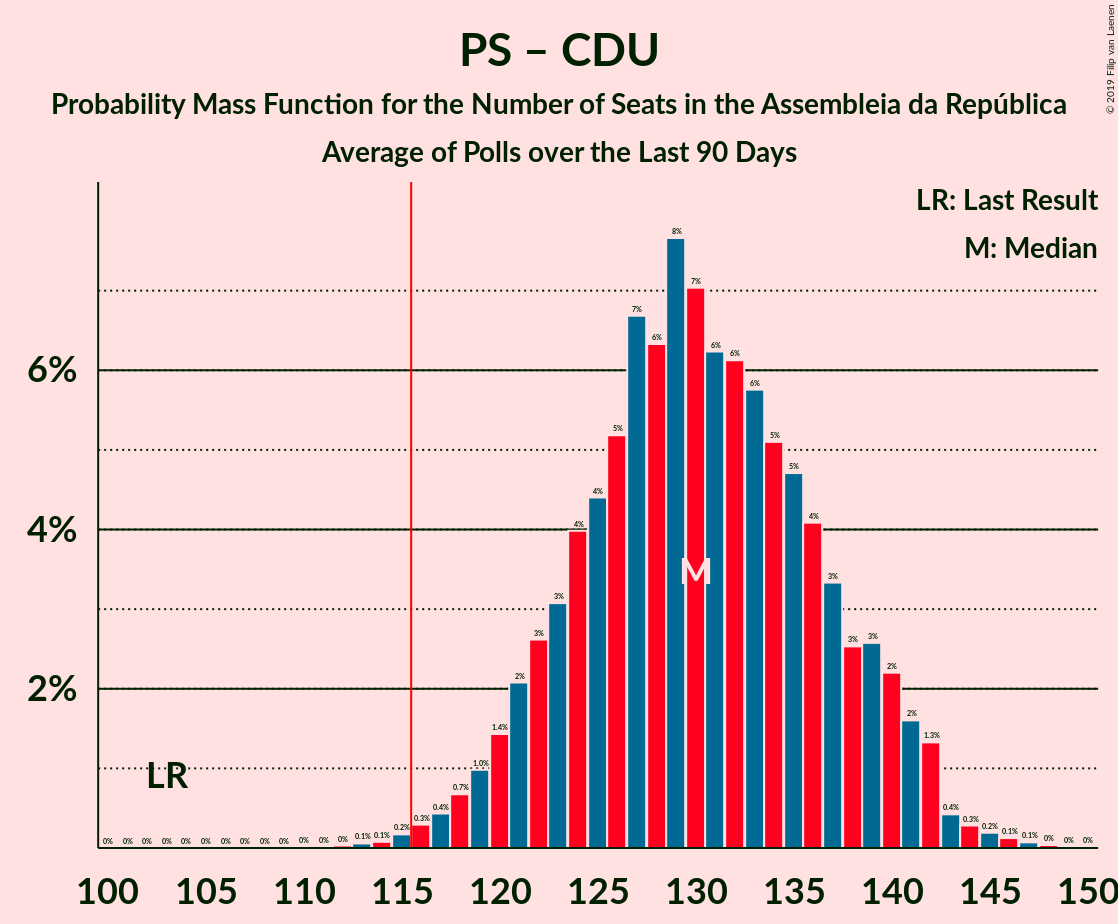 PS – CDU
Probability Mass Function for the Number of Seats in the Assembleia da República
Average of Polls over the Last 90 Days
© 2019 Filip van Laenen
LR: Last Result
M: Median
6%
4%
2%
0% 0% 0% 0% 0% 0% 0% 0% 0% 0% 0% 0% 0% 0.1% 0.1% 0.2% 0.3% 0.4% 0.7% 1.0% 1.4% 2% 3% 3% 4% 4% 5% 7% 6% 8% 7% 6% 6% 6% 5% 5% 4% 3% 3% 3% 2% 2% 1.3% 0.4% 0.3% 0.2% 0.1% 0.1% 0% 0% 0%
M
LR
100 105 110 115 120 125 130 135 140 145 150